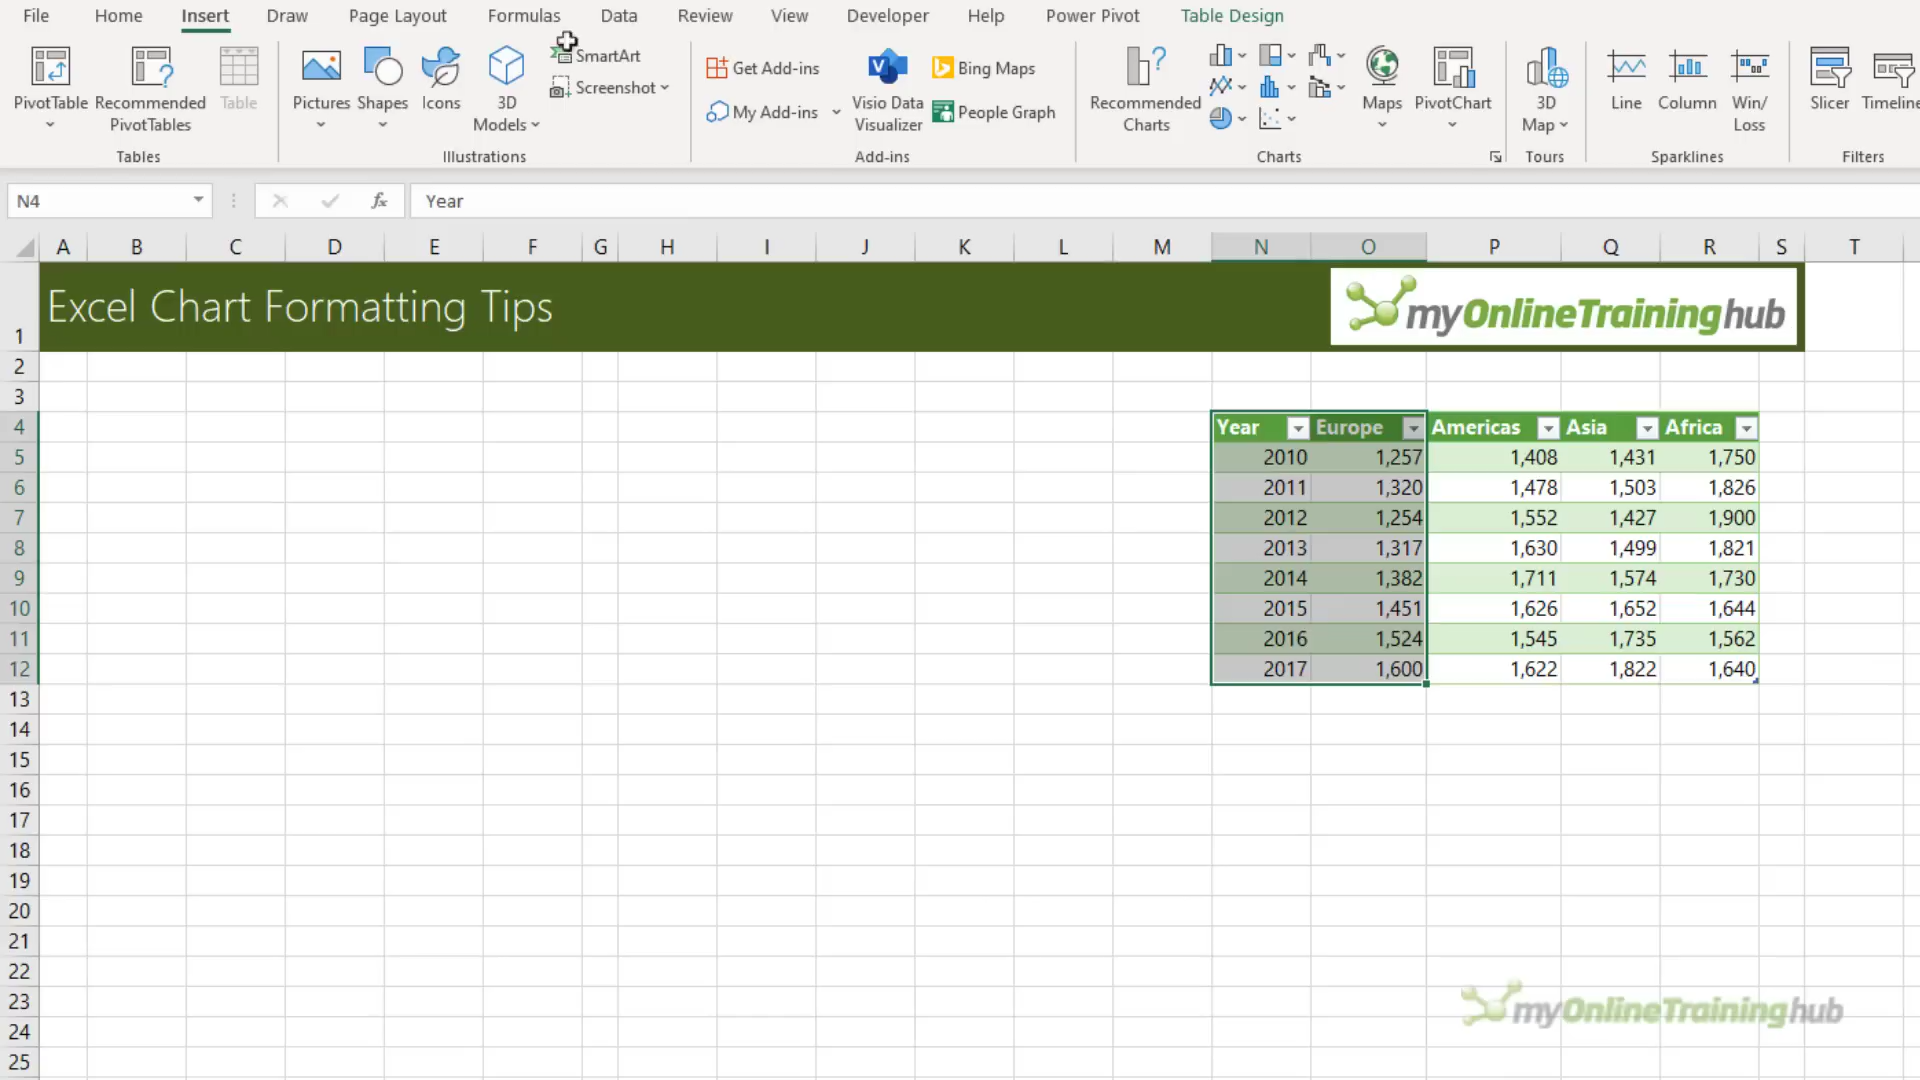 File Home Insert Draw Page Layout Formulas Data Review View Developer Help Power Pivot Table Design
PivotTable
Recommended
PivotTables
Table
Tables
Pictures
Shapes
Icons
3D
Models
SmartArt
Screenshot
Illustrations
Get Add-ins
My Add-ins
Visio Data
Visualizer
Bing Maps
People Graph
Add-ins
Recommended
Charts
Maps
PivotChart
Charts
3D
Map
Tours
Line
Column
Win/
Loss
Sparklines
Slicer
Timeline
Filters
N4 fx Year
A B C D E F G H I J K L M N O P Q R S T
1 Excel Chart Formatting Tips myOnlineTraininghub
2
3
4 Year Europe Americas Asia Africa
5 2010 1,257 1,408 1,431 1,750
6 2011 1,320 1,478 1,503 1,826
7 2012 1,254 1,552 1,427 1,900
8 2013 1,317 1,630 1,499 1,821
9 2014 1,382 1,711 1,574 1,730
10 2015 1,451 1,626 1,652 1,644
11 2016 1,524 1,545 1,735 1,562
12 2017 1,600 1,622 1,822 1,640
13
14
15
16
17
18
19
20
21
22
23 myOnlineTraininghub
24
25